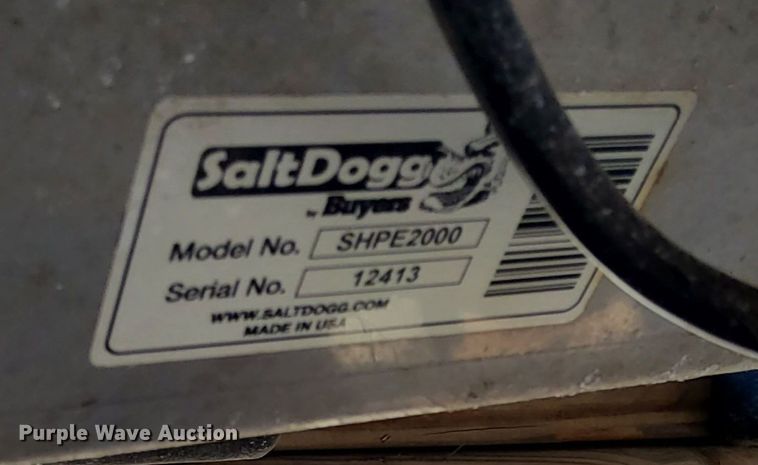 SaltDogg
by Buyers
Model No. SHPE2000
Serial No. 12413
WWW.SALTDOGG.COM
MADE IN USA
Purple Wave Auction